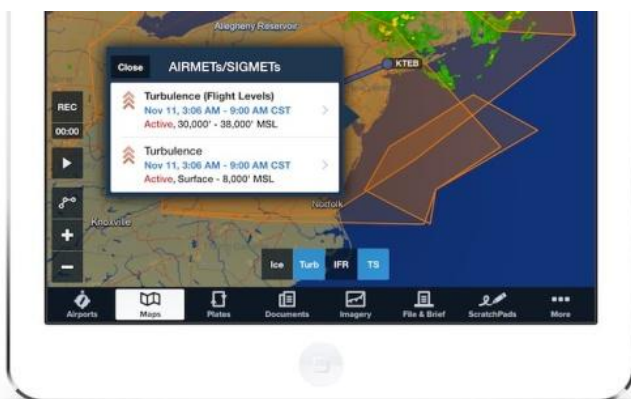 Allegheny Reservoir
Close AIRMETs/SIGMETs
KTEB
Turbulence (Flight Levels)
Nov 11, 3:06 AM - 9:00 AM CST
Active, 30,000' - 38,000' MSL
Turbulence
Nov 11, 3:06 AM - 9:00 AM CST
Active, Surface - 8,000' MSL
REC
00:00
Norfolk
Knoxville
+
−
Ice Turb IFR TS
Airports Maps Plates Documents Imagery File & Brief ScratchPads More